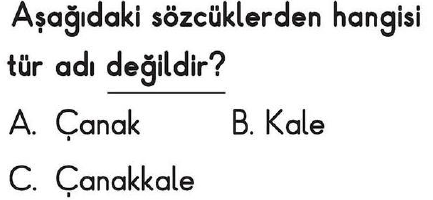 Aşağıdaki sözcüklerden hangisi
tür adı değildir?
A. Çanak B. Kale
C. Çanakkale